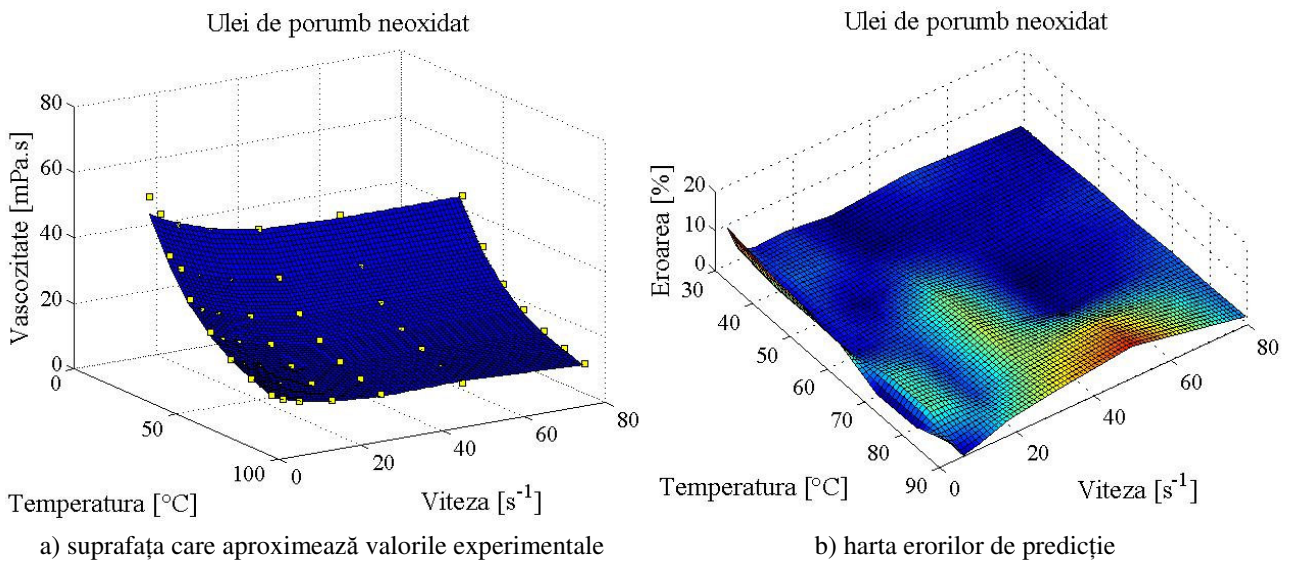 Ulei de porumb neoxidat
80
60
40
20
0
Vascozitate [mPa.s]
0
50
100
Temperatura [°C]
0
20
40
60
80
Viteza [s⁻¹]
a) suprafața care aproximează valorile experimentale
Ulei de porumb neoxidat
20
10
0
Eroarea [%]
30
40
50
60
70
80
90
Temperatura [°C]
0
20
40
60
80
Viteza [s⁻¹]
b) harta erorilor de predicție